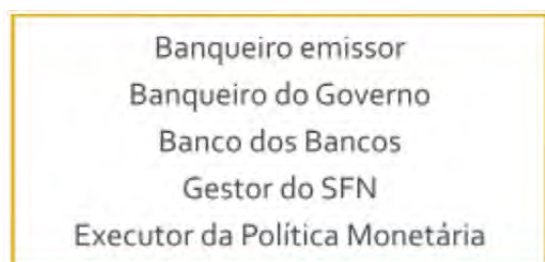 Banqueiro emissor
Banqueiro do Governo
Banco dos Bancos
Gestor do SFN
Executor da Política Monetária